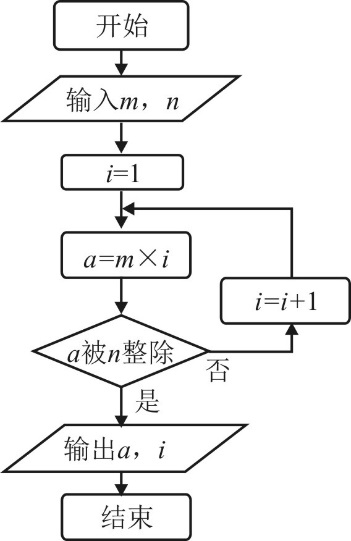 开始
输入m，n
i=1
a=m×i
i=i+1
a被n整除
否
是
输出a，i
结束